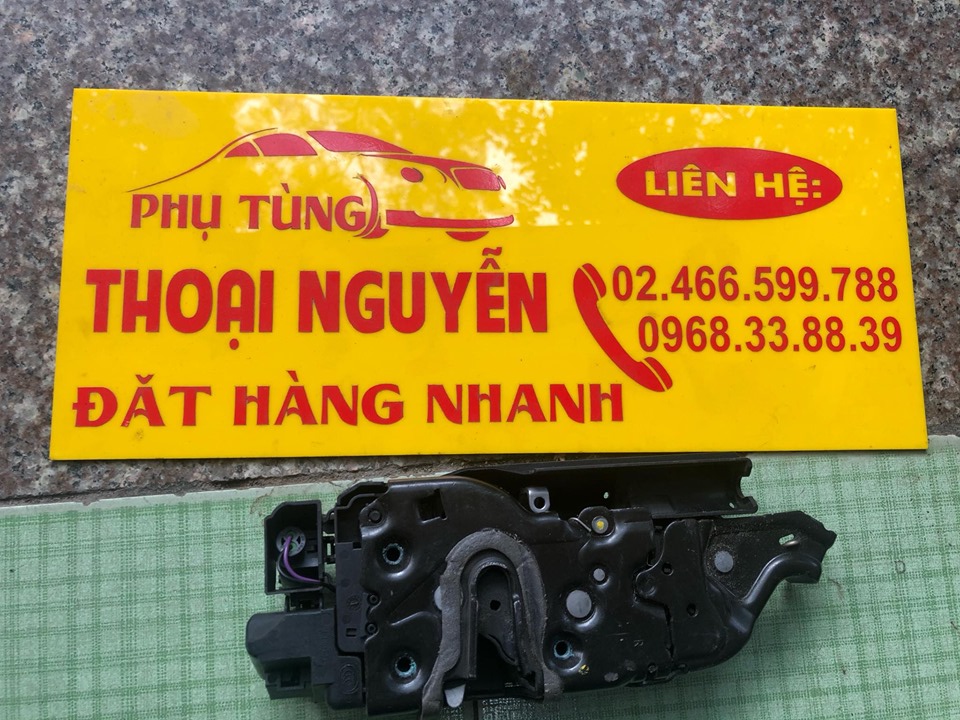 PHỤ TÙNG
THOẠI NGUYỄN
ĐẶT HÀNG NHANH
LIÊN HỆ:
02.466.599.788
0968.33.88.39